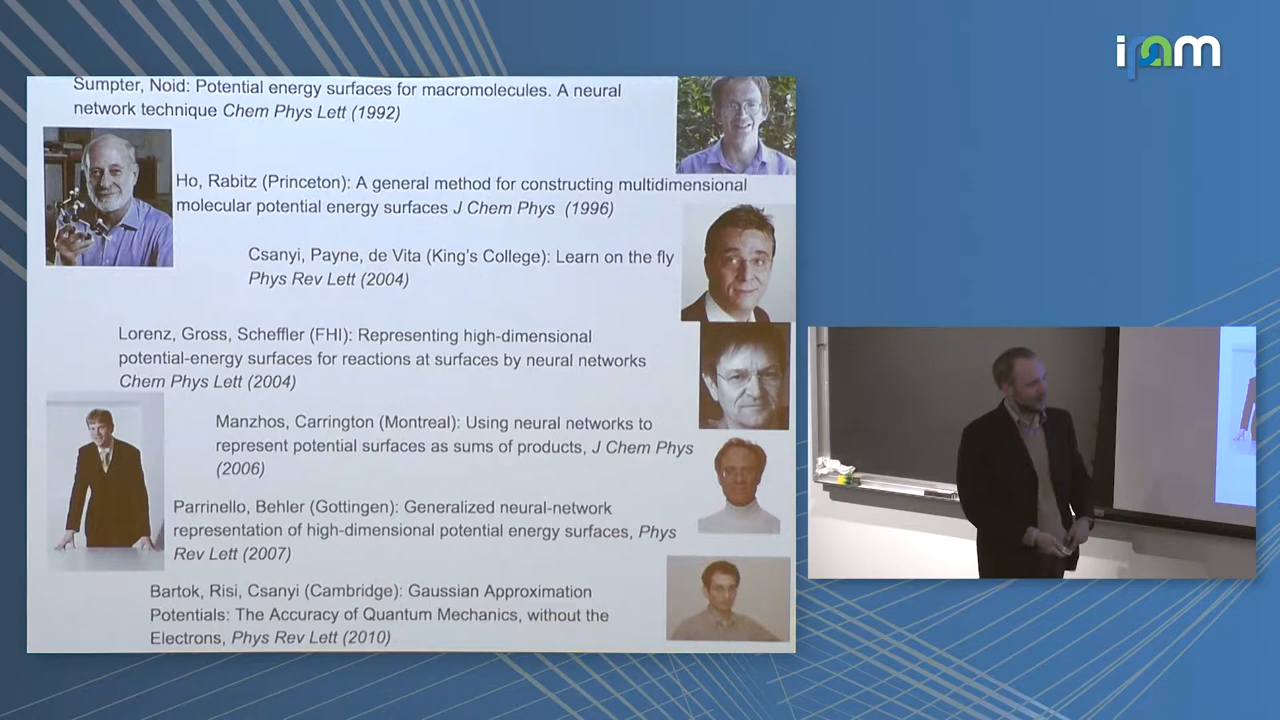 ipam
Sumpter, Noid: Potential energy surfaces for macromolecules. A neural
network technique Chem Phys Lett (1992)
Ho, Rabitz (Princeton): A general method for constructing multidimensional
molecular potential energy surfaces J Chem Phys (1996)
Csanyi, Payne, de Vita (King's College): Learn on the fly
Phys Rev Lett (2004)
Lorenz, Gross, Scheffler (FHI): Representing high-dimensional
potential-energy surfaces for reactions at surfaces by neural networks
Chem Phys Lett (2004)
Manzhos, Carrington (Montreal): Using neural networks to
represent potential surfaces as sums of products, J Chem Phys
(2006)
Parrinello, Behler (Gottingen): Generalized neural-network
representation of high-dimensional potential energy surfaces, Phys
Rev Lett (2007)
Bartok, Risi, Csanyi (Cambridge): Gaussian Approximation
Potentials: The Accuracy of Quantum Mechanics, without the
Electrons, Phys Rev Lett (2010)